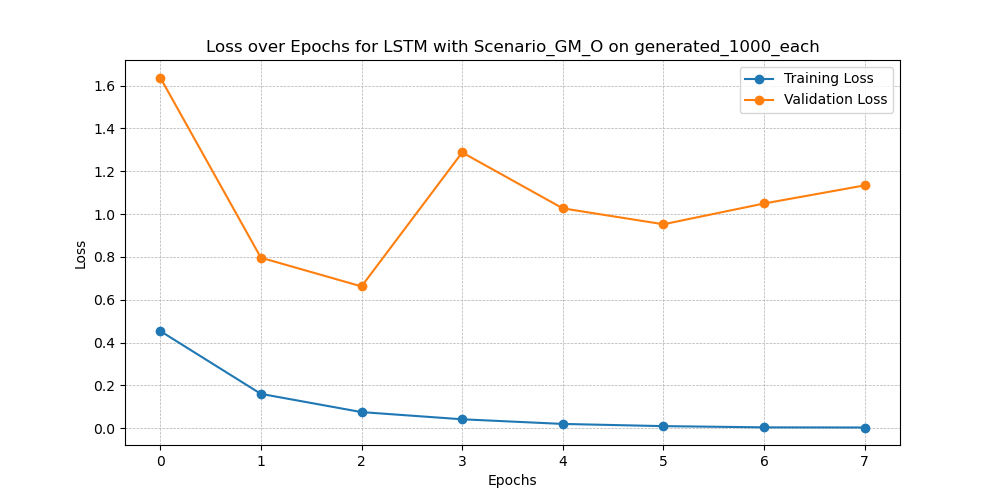 Loss over Epochs for LSTM with Scenario_GM_O on generated_1000_each
Training Loss
Validation Loss
1.6
1.4
1.2
1.0
0.8
0.6
0.4
0.2
0.0
Loss
0 1 2 3 4 5 6 7
Epochs